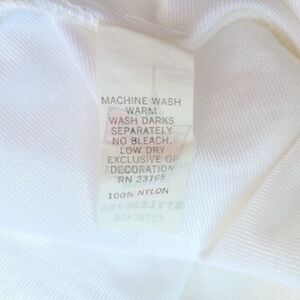 MACHINE WASH
WARM
WASH DARKS
SEPARATELY
NO BLEACH,
LOW DRY
EXCLUSIVE OF
DECORATION
RN 23165
100% NYLON